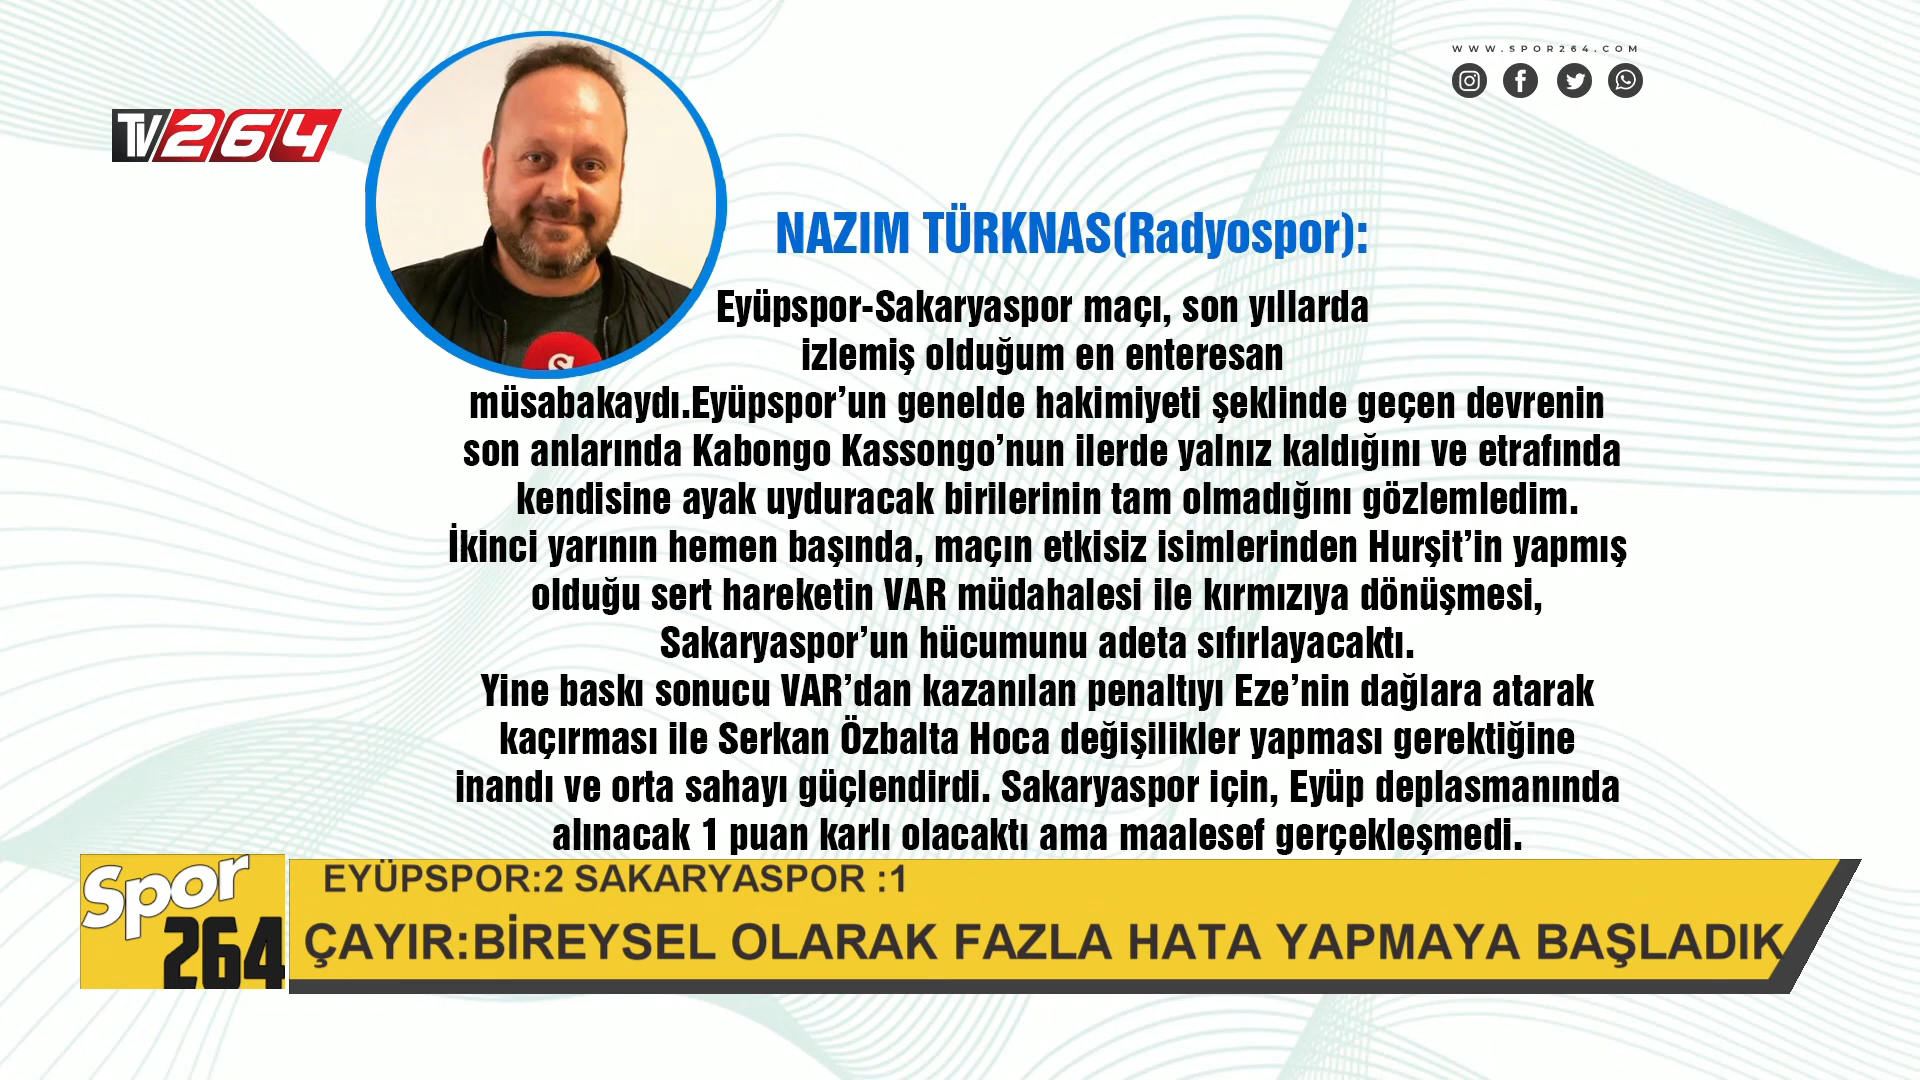 WWW.SPOR264.COM
TV264
NAZIM TÜRKNAS(Radyospor):
Eyüpspor-Sakaryaspor maçı, son yıllarda
izlemiş olduğum en enteresan
müsabakaydı.Eyüpspor’un genelde hakimiyeti şeklinde geçen devrenin
son anlarında Kabongo Kassongo’nun ilerde yalnız kaldığını ve etrafında
kendisine ayak uyduracak birilerinin tam olmadığını gözlemledim.
İkinci yarının hemen başında, maçın etkisiz isimlerinden Hurşit’in yapmış
olduğu sert hareketin VAR müdahalesi ile kırmızıya dönüşmesi,
Sakaryaspor’un hücumunu adeta sıfırlayacaktı.
Yine baskı sonucu VAR’dan kazanılan penaltıyı Eze’nin dağlara atarak
kaçırması ile Serkan Özbalta Hoca değişilikler yapması gerektiğine
inandı ve orta sahayı güçlendirdi. Sakaryaspor için, Eyüp deplasmanında
alınacak 1 puan karlı olacaktı ama maalesef gerçekleşmedi.
Spor
264
EYÜPSPOR:2 SAKARYASPOR :1
ÇAYIR:BİREYSEL OLARAK FAZLA HATA YAPMAYA BAŞLADIK